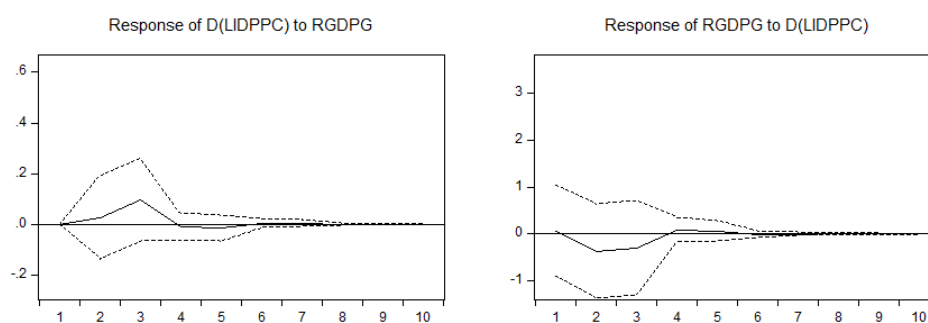 Response of D(LIDPPC) to RGDPG
.6
.4
.2
.0
-.2
1 2 3 4 5 6 7 8 9 10
Response of RGDPG to D(LIDPPC)
3
2
1
0
-1
1 2 3 4 5 6 7 8 9 10